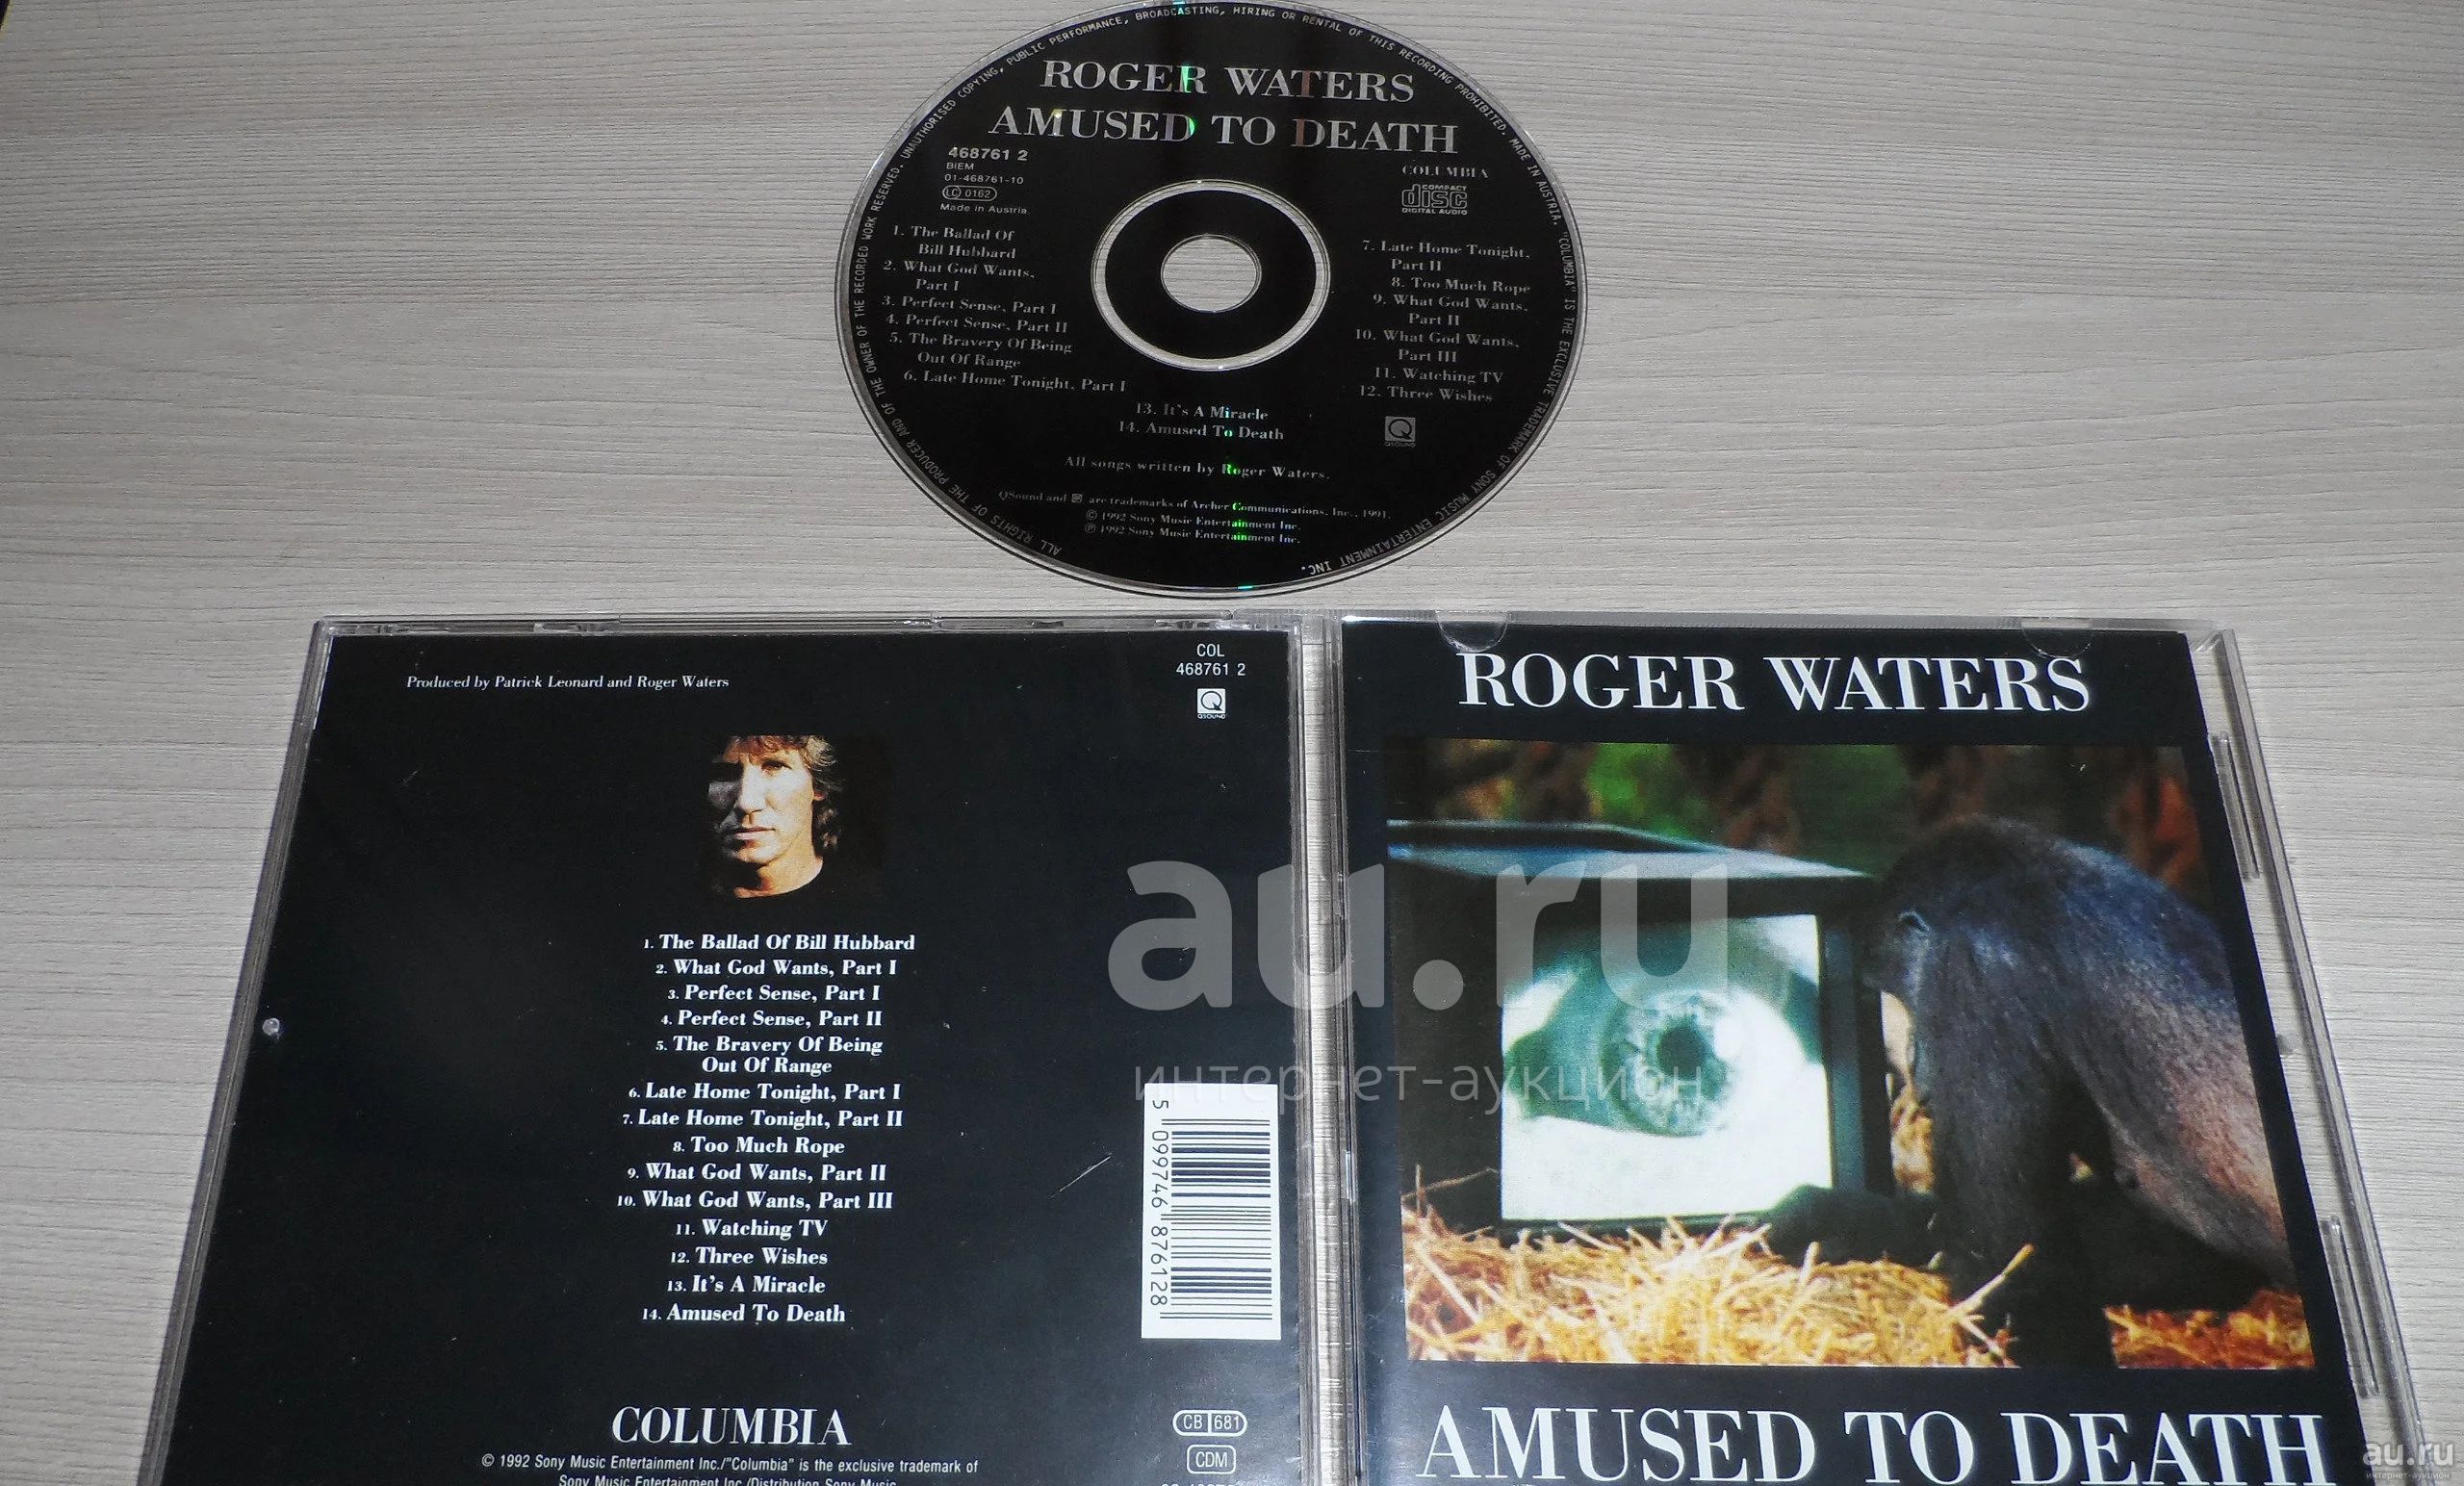 ALL RIGHTS OF THE PRODUCER AND OF THE OWNER OF THE RECORDED WORK RESERVED. UNAUTHORISED COPYING, PUBLIC PERFORMANCE, BROADCASTING, HIRING OR RENTAL OF THIS RECORDING PROHIBITED. MADE IN AUSTRIA. "COLUMBIA" IS THE EXCLUSIVE TRADEMARK OF SONY MUSIC ENTERTAINMENT INC.
ROGER WATERS
AMUSED TO DEATH
468761 2
BIEM
01-468761-10
LC 0162
Made in Austria
COLUMBIA
COMPACT
disc
DIGITAL AUDIO
1. The Ballad Of
Bill Hubbard
2. What God Wants,
Part I
3. Perfect Sense, Part I
4. Perfect Sense, Part II
5. The Bravery Of Being
Out Of Range
6. Late Home Tonight, Part I
7. Late Home Tonight,
Part II
8. Too Much Rope
9. What God Wants,
Part II
10. What God Wants,
Part III
11. Watching TV
12. Three Wishes
13. It's A Miracle
14. Amused To Death
Q
QSOUND
All songs written by Roger Waters.
QSound and Q are trademarks of Archer Communications, Inc., 1991.
© 1992 Sony Music Entertainment Inc.
℗ 1992 Sony Music Entertainment Inc.
Produced by Patrick Leonard and Roger Waters
COL
468761 2
Q
QSOUND
1. The Ballad Of Bill Hubbard
2. What God Wants, Part I
3. Perfect Sense, Part I
4. Perfect Sense, Part II
5. The Bravery Of Being
Out Of Range
6. Late Home Tonight, Part I
7. Late Home Tonight, Part II
8. Too Much Rope
9. What God Wants, Part II
10. What God Wants, Part III
11. Watching TV
12. Three Wishes
13. It's A Miracle
14. Amused To Death
5 099746 876128
COLUMBIA
© 1992 Sony Music Entertainment Inc./"Columbia" is the exclusive trademark of
Sony Music Entertainment Inc./Distribution Sony Music
CB 681
CDM
ROGER WATERS
AMUSED TO DEATH
au.ru
интернет-аукцион
au.ru
интернет-аукцион